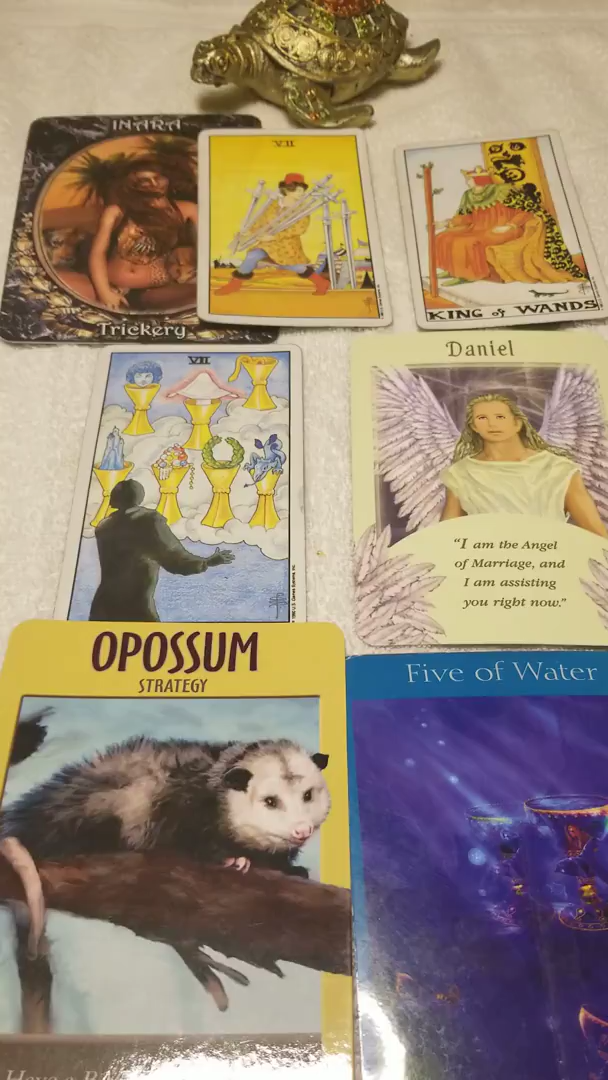 INARA
Trickery
VII
KING of WANDS
VII
Daniel
"I am the Angel
of Marriage, and
I am assisting
you right now."
OPOSSUM
STRATEGY
Five of Water
Have a